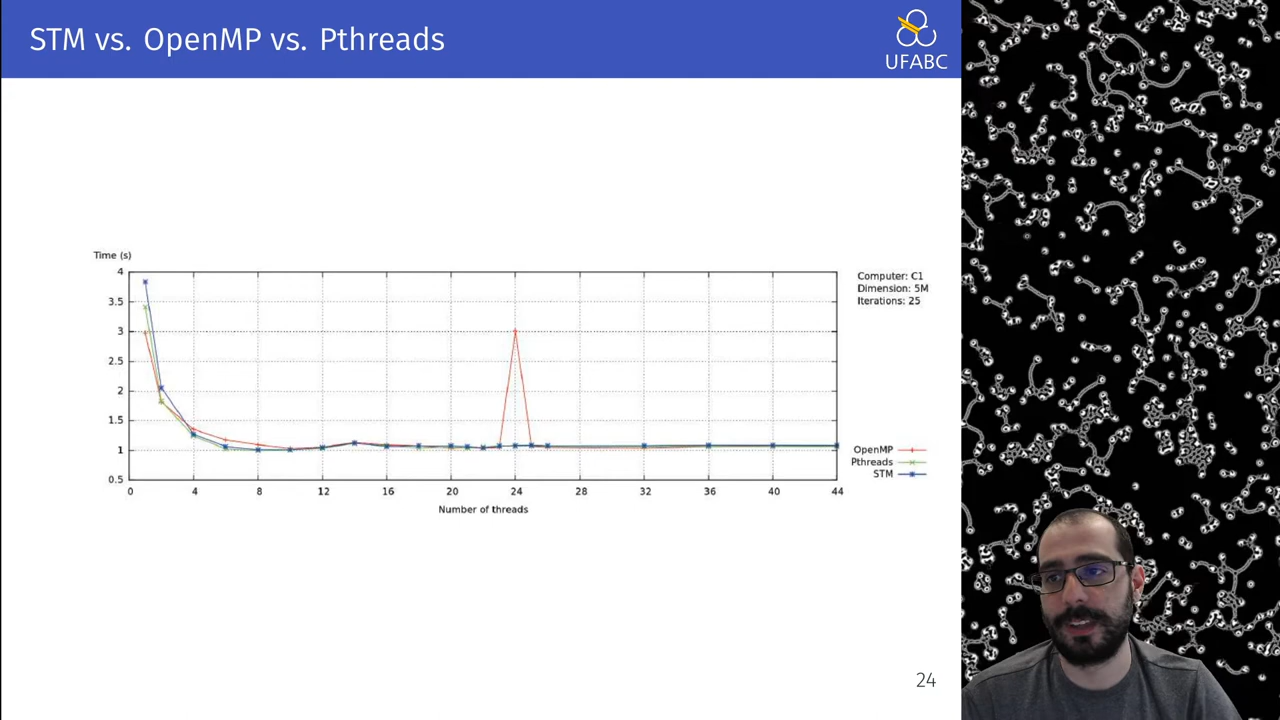 STM vs. OpenMP vs. Pthreads
UFABC
Time (s)
4
3.5
3
2.5
2
1.5
1
0.5
0 4 8 12 16 20 24 28 32 36 40 44
Number of threads
Computer: C1
Dimension: 5M
Iterations: 25
OpenMP
Pthreads
STM
24